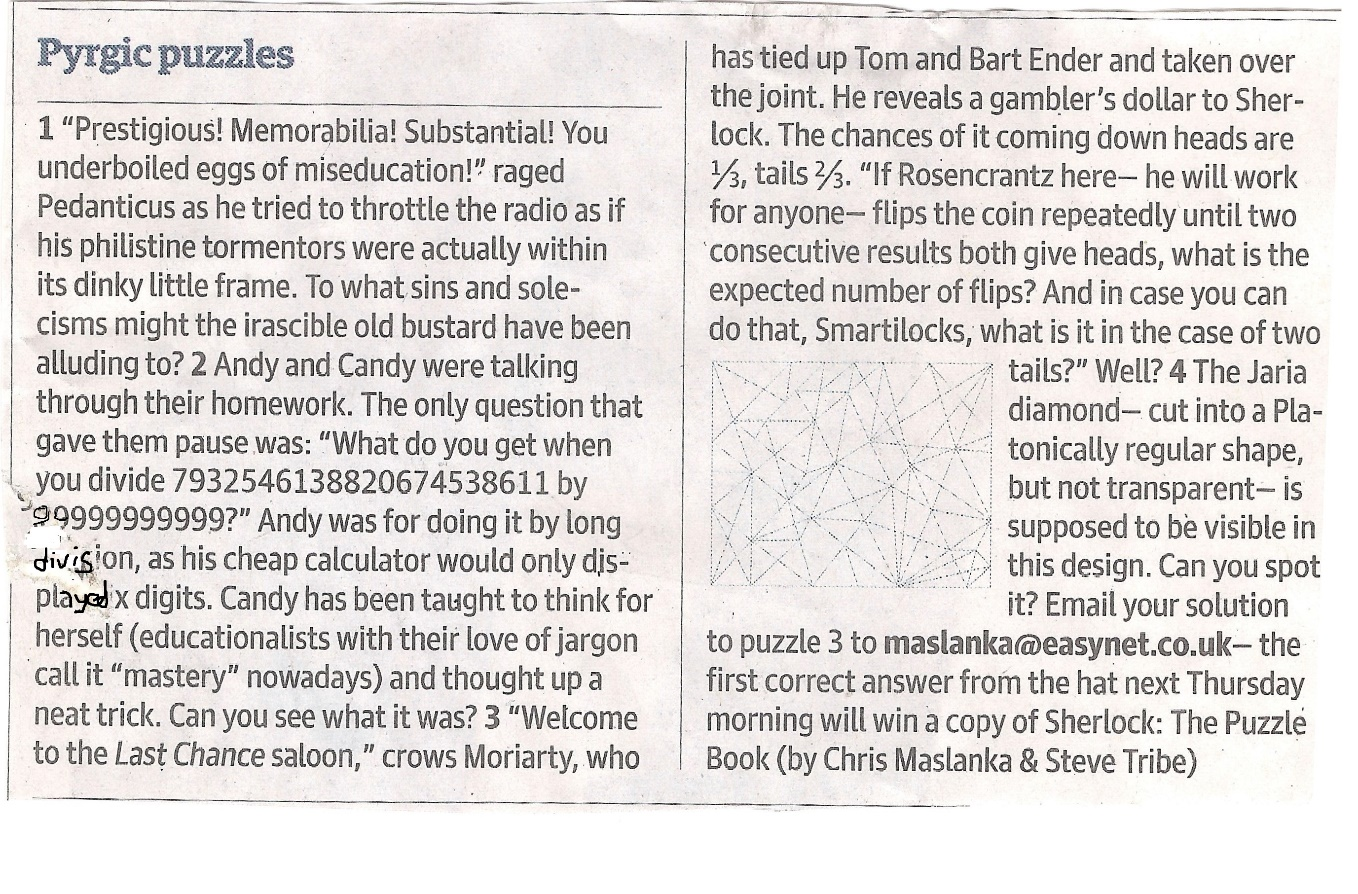 Pyrgic puzzles
1 “Prestigious! Memorabilia! Substantial! You
underboiled eggs of miseducation!” raged
Pedanticus as he tried to throttle the radio as if
his philistine tormentors were actually within
its dinky little frame. To what sins and sole-
cisms might the irascible old bustard have been
alluding to? 2 Andy and Candy were talking
through their homework. The only question that
gave them pause was: “What do you get when
you divide 7932546138820674538611 by
99999999999?” Andy was for doing it by long
division, as his cheap calculator would only dis-
played x digits. Candy has been taught to think for
herself (educationalists with their love of jargon
call it “mastery” nowadays) and thought up a
neat trick. Can you see what it was? 3 “Welcome
to the Last Chance saloon,” crows Moriarty, who
has tied up Tom and Bart Ender and taken over
the joint. He reveals a gambler’s dollar to Sher-
lock. The chances of it coming down heads are
⅓, tails ⅔. “If Rosencrantz here— he will work
for anyone— flips the coin repeatedly until two
consecutive results both give heads, what is the
expected number of flips? And in case you can
do that, Smartilocks, what is it in the case of two
tails?” Well? 4 The Jaria
diamond— cut into a Pla-
tonically regular shape,
but not transparent— is
supposed to be visible in
this design. Can you spot
it? Email your solution
to puzzle 3 to maslanka@easynet.co.uk— the
first correct answer from the hat next Thursday
morning will win a copy of Sherlock: The Puzzle
Book (by Chris Maslanka & Steve Tribe)